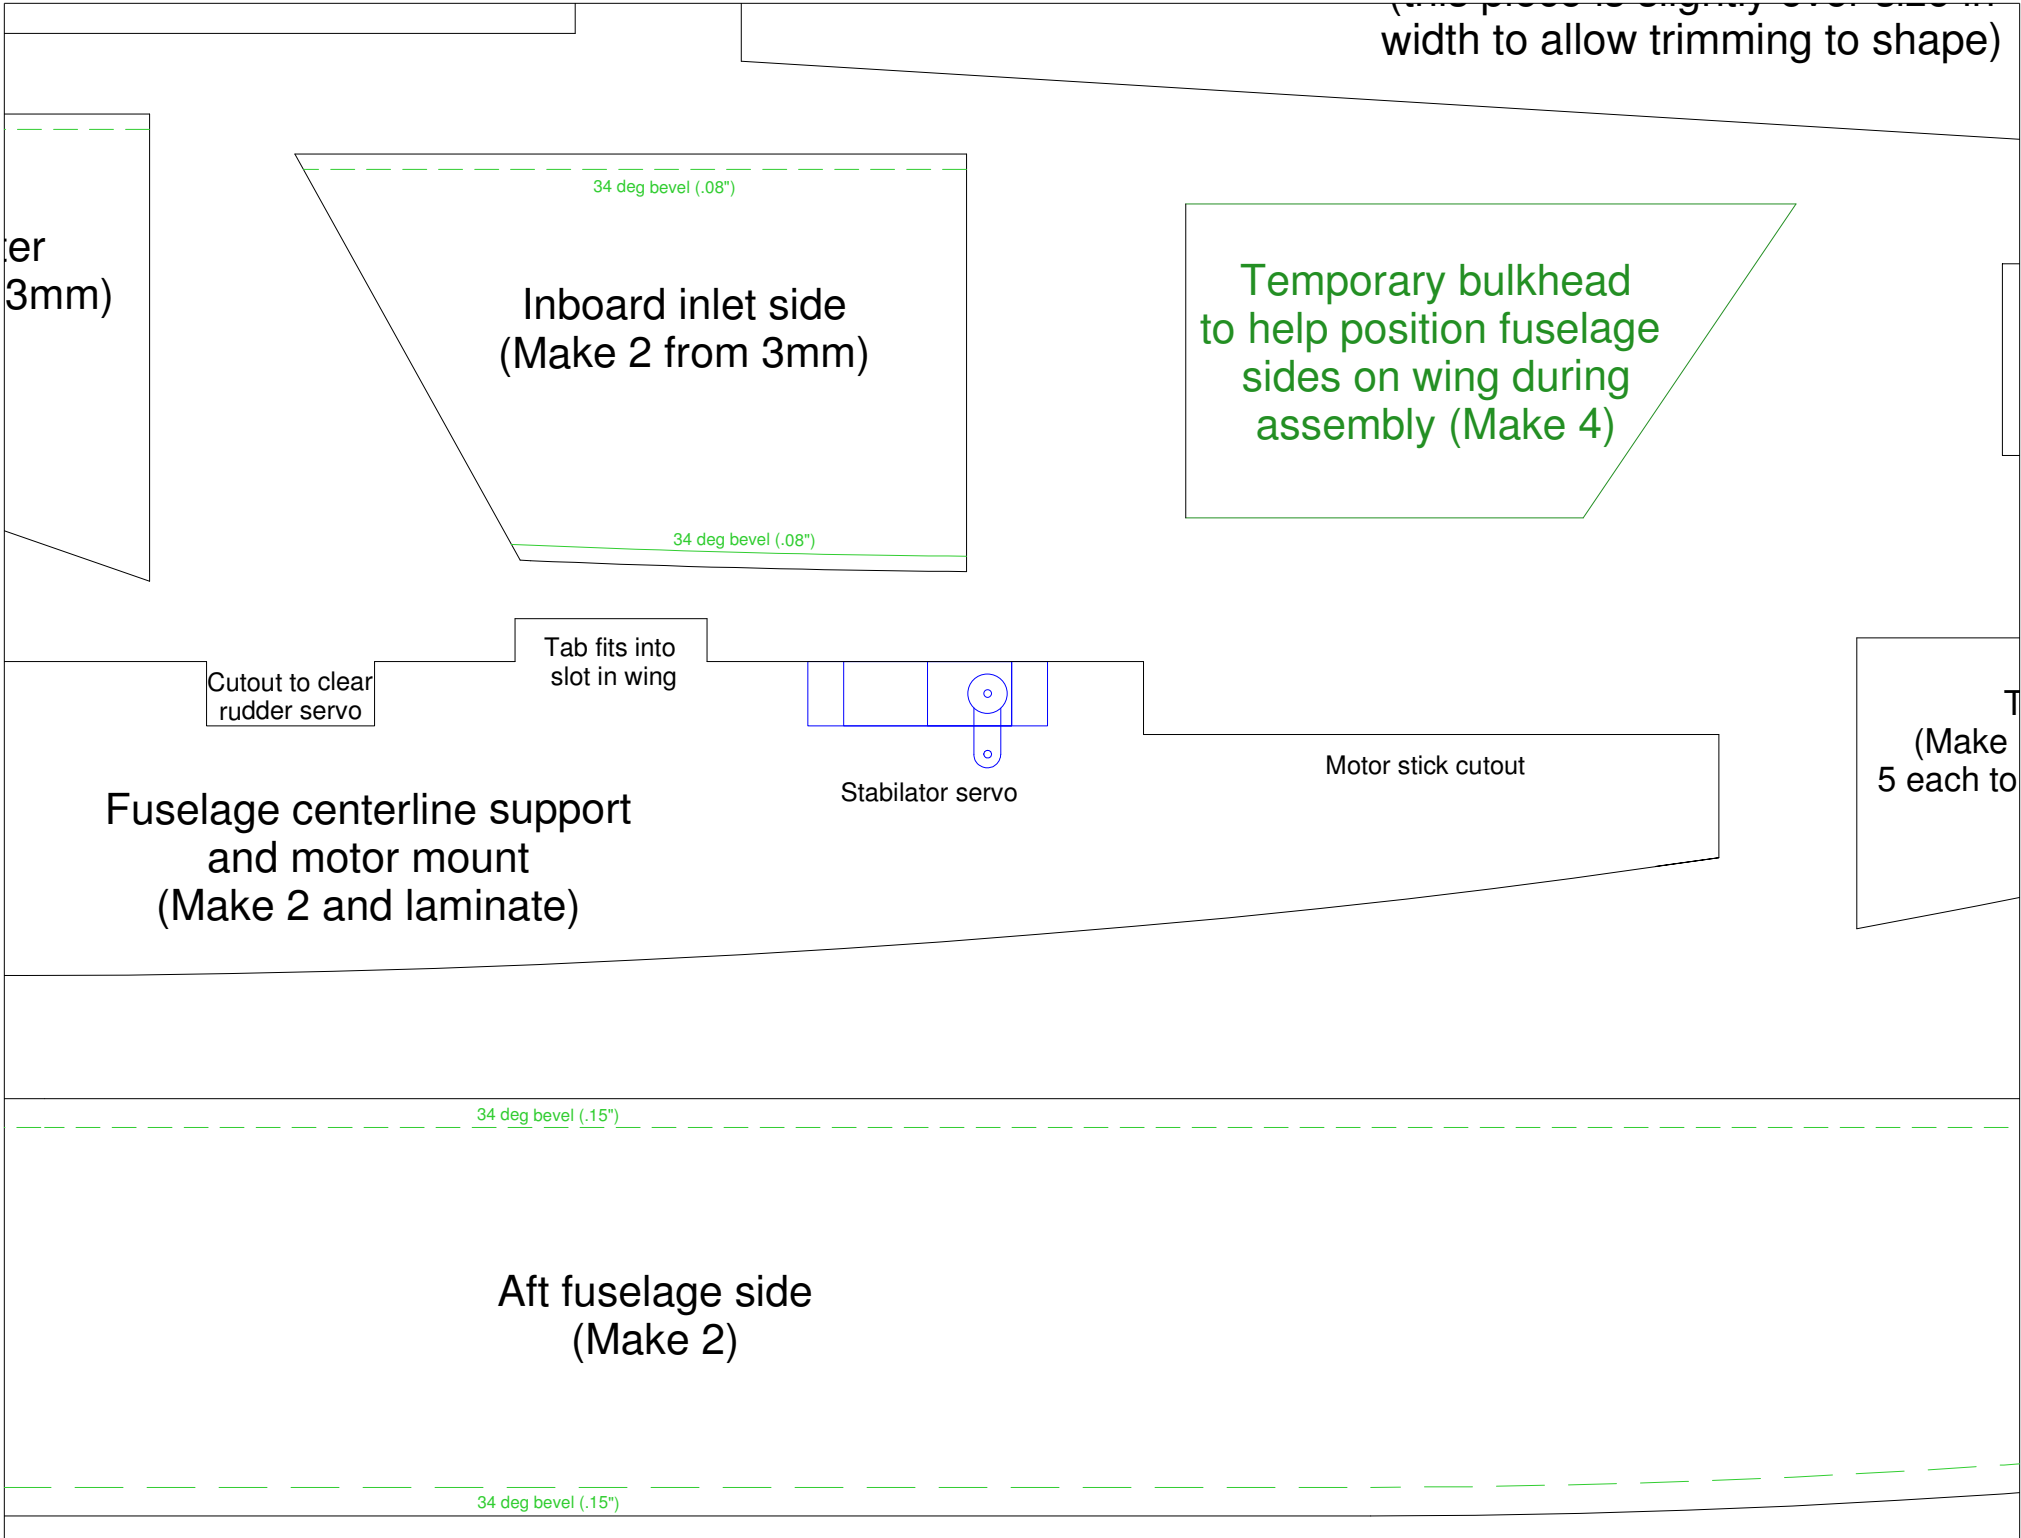 width to allow trimming to shape)
34 deg bevel (.08")
3mm)
Inboard inlet side
(Make 2 from 3mm)
Temporary bulkhead
to help position fuselage
sides on wing during
assembly (Make 4)
34 deg bevel (.08")
Tab fits into
slot in wing
Cutout to clear
rudder servo
Stabilator servo
Motor stick cutout
(Make
5 each to
Fuselage centerline support
and motor mount
(Make 2 and laminate)
34 deg bevel (.15")
Aft fuselage side
(Make 2)
34 deg bevel (.15")